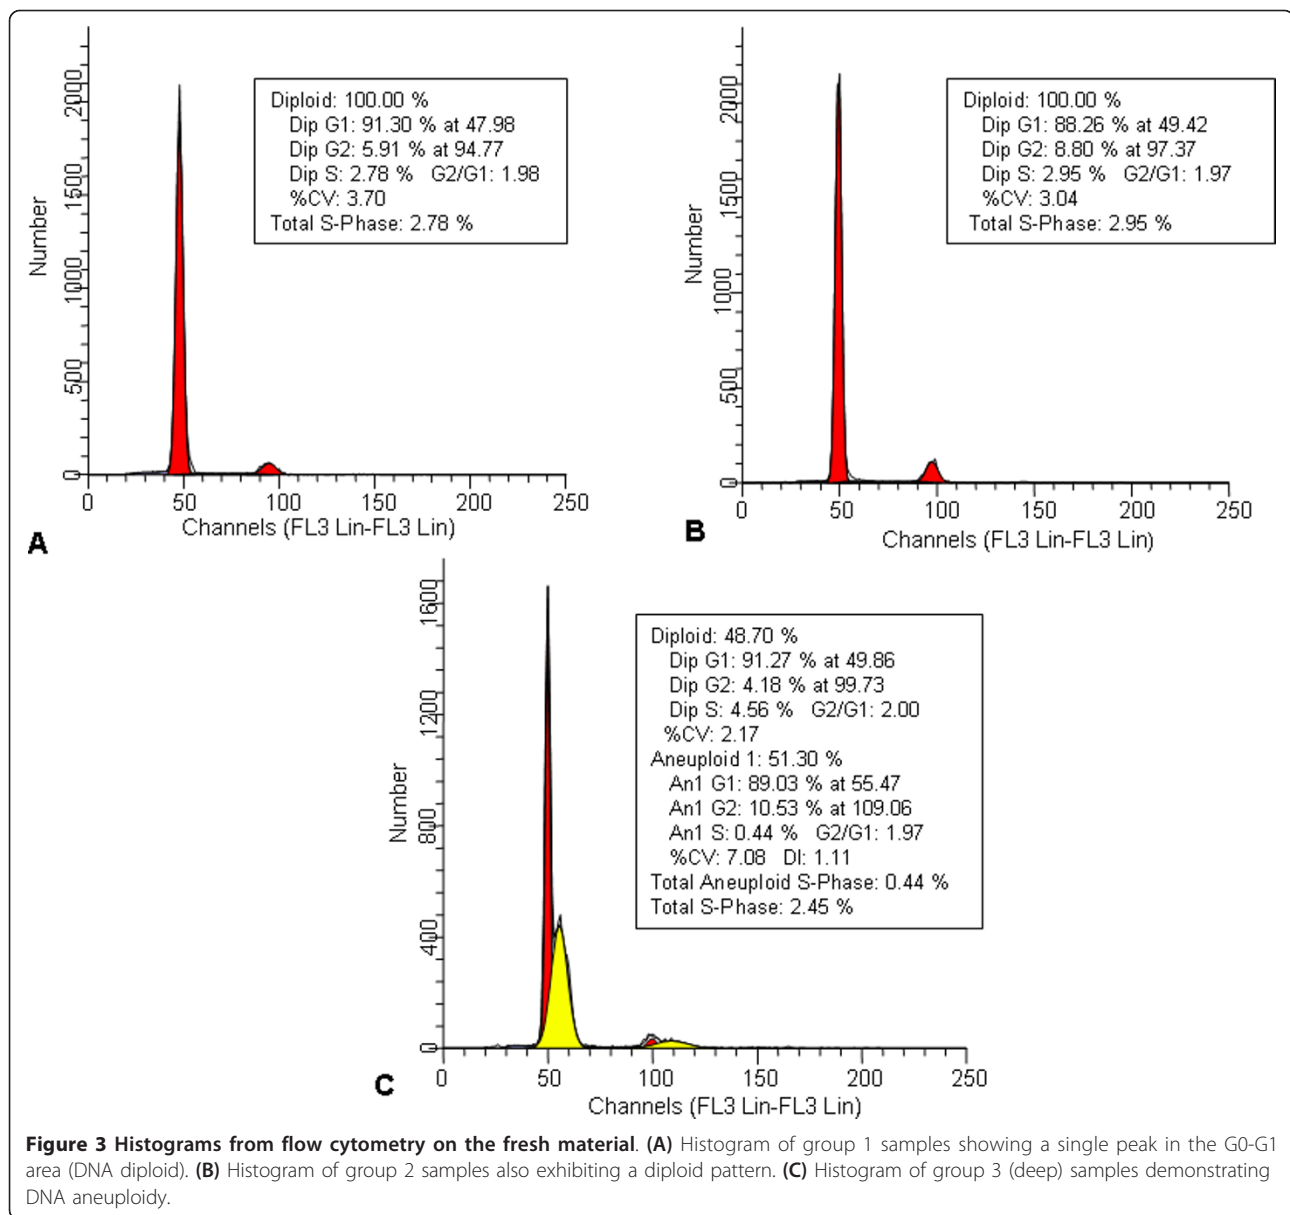 2000
1500
1000
500
0
Number
Diploid: 100.00 %
Dip G1: 91.30 % at 47.98
Dip G2: 5.91 % at 94.77
Dip S: 2.78 % G2/G1: 1.98
%CV: 3.70
Total S-Phase: 2.78 %
0 50 100 150 200 250
Channels (FL3 Lin-FL3 Lin)
A
2000
1500
1000
500
0
Number
Diploid: 100.00 %
Dip G1: 88.26 % at 49.42
Dip G2: 8.80 % at 97.37
Dip S: 2.95 % G2/G1: 1.97
%CV: 3.04
Total S-Phase: 2.95 %
0 50 100 150 200 250
Channels (FL3 Lin-FL3 Lin)
B
1600
1200
800
400
0
Number
Diploid: 48.70 %
Dip G1: 91.27 % at 49.86
Dip G2: 4.18 % at 99.73
Dip S: 4.56 % G2/G1: 2.00
%CV: 2.17
Aneuploid 1: 51.30 %
An1 G1: 89.03 % at 55.47
An1 G2: 10.53 % at 109.06
An1 S: 0.44 % G2/G1: 1.97
%CV: 7.08 DI: 1.11
Total Aneuploid S-Phase: 0.44 %
Total S-Phase: 2.45 %
0 50 100 150 200 250
Channels (FL3 Lin-FL3 Lin)
C
Figure 3 Histograms from flow cytometry on the fresh material. (A) Histogram of group 1 samples showing a single peak in the G0-G1
area (DNA diploid). (B) Histogram of group 2 samples also exhibiting a diploid pattern. (C) Histogram of group 3 (deep) samples demonstrating
DNA aneuploidy.